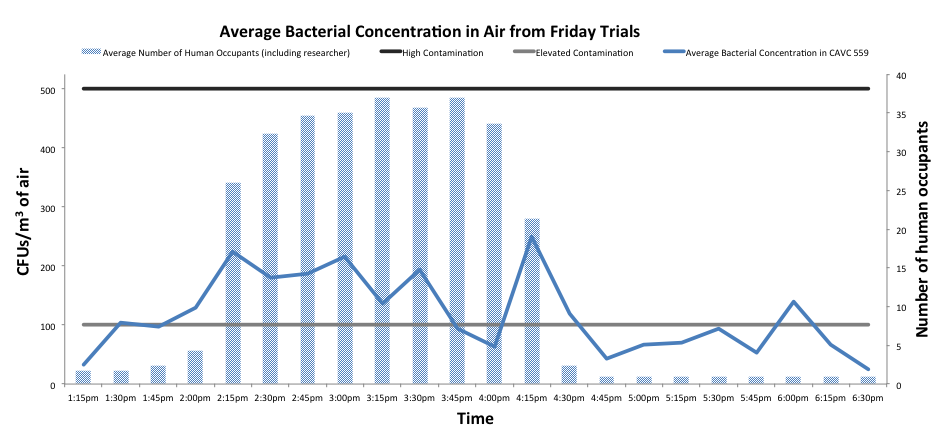 Average Bacterial Concentration in Air from Friday Trials
Average Number of Human Occupants (including researcher) High Contamination Elevated Contamination Average Bacterial Concentration in CAVC 559
500
400
300
200
100
0
CFUs/m³ of air
40
35
30
25
20
15
10
5
0
Number of human occupants
1:15pm 1:30pm 1:45pm 2:00pm 2:15pm 2:30pm 2:45pm 3:00pm 3:15pm 3:30pm 3:45pm 4:00pm 4:15pm 4:30pm 4:45pm 5:00pm 5:15pm 5:30pm 5:45pm 6:00pm 6:15pm 6:30pm
Time